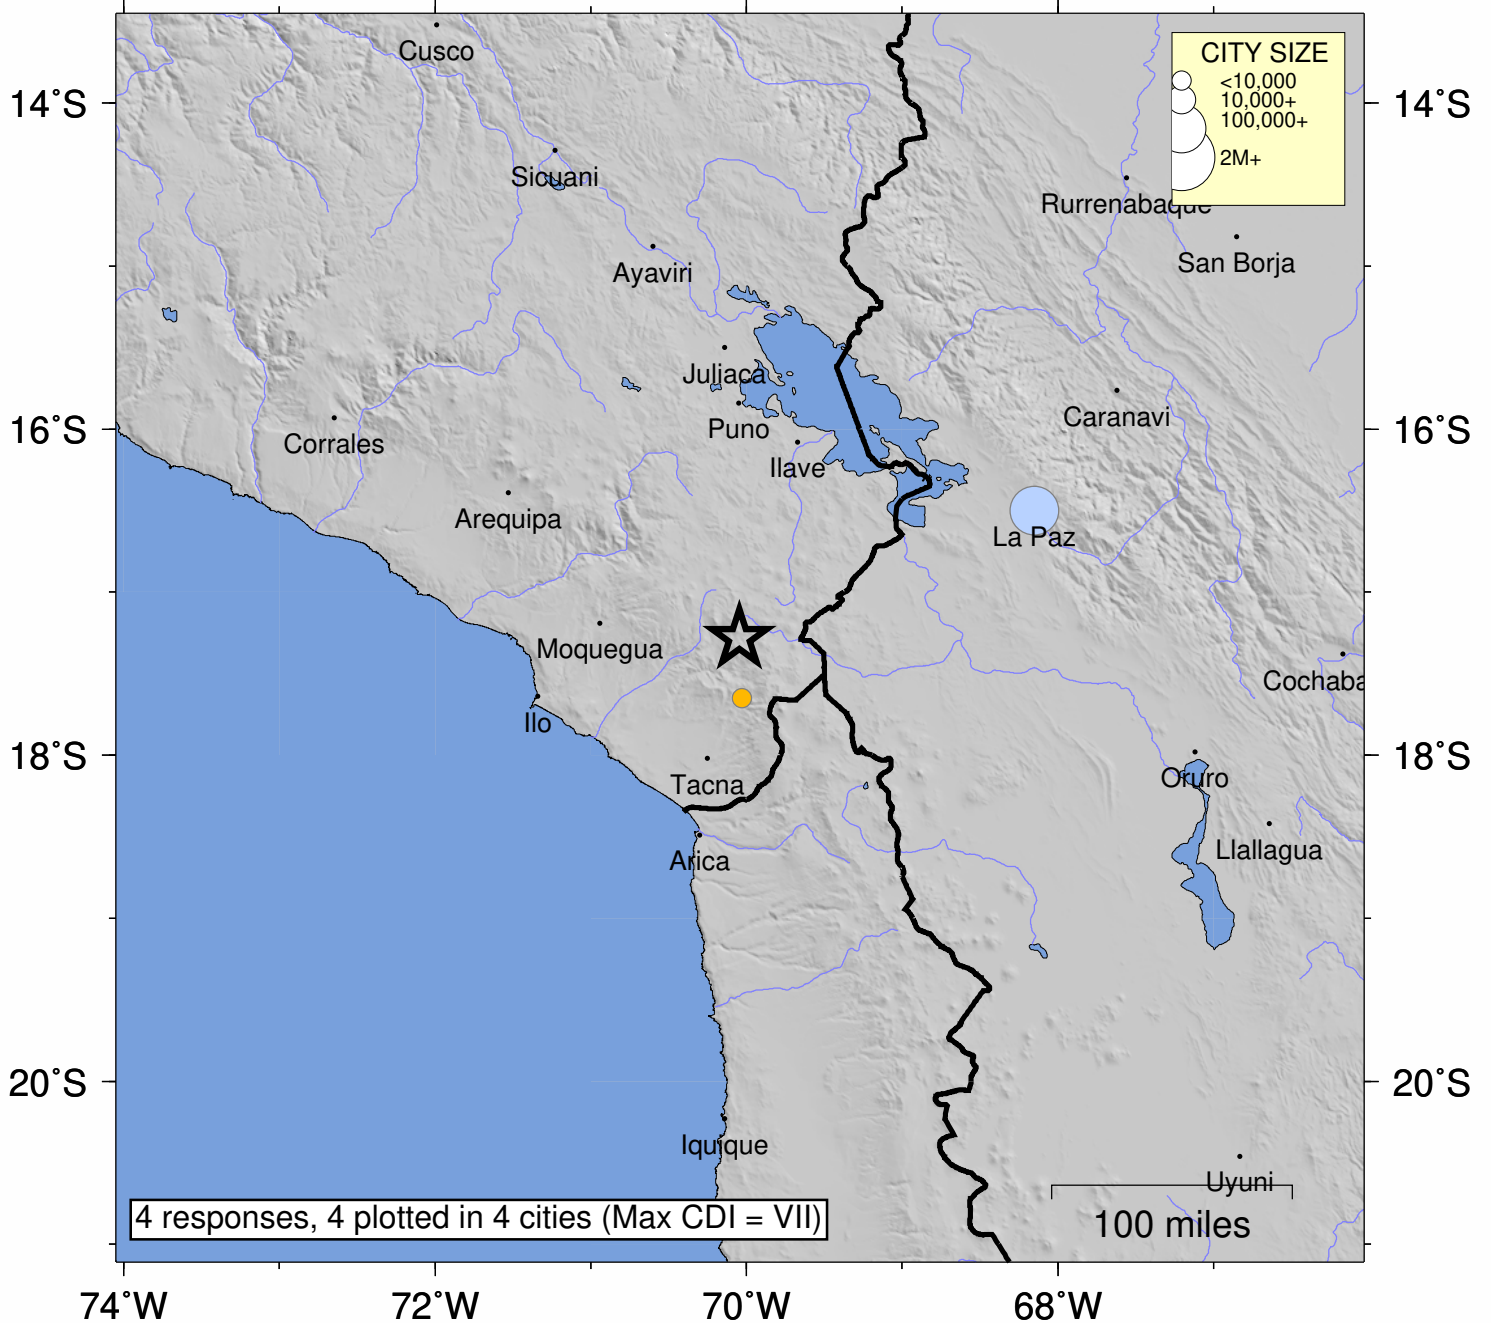 Cusco
CITY SIZE
<10,000
10,000+
100,000+
2M+
14°S
14°S
Sicuani
Rurrenabaque
San Borja
Ayaviri
Juliaca
Caranavi
16°S
16°S
Puno
Corrales
Ilave
Arequipa
La Paz
Moquegua
Cochaba
Ilo
18°S
18°S
Tacna
Oruro
Arica
Llallagua
20°S
20°S
Iquique
Uyuni
4 responses, 4 plotted in 4 cities (Max CDI = VII)
100 miles
74°W
72°W
70°W
68°W